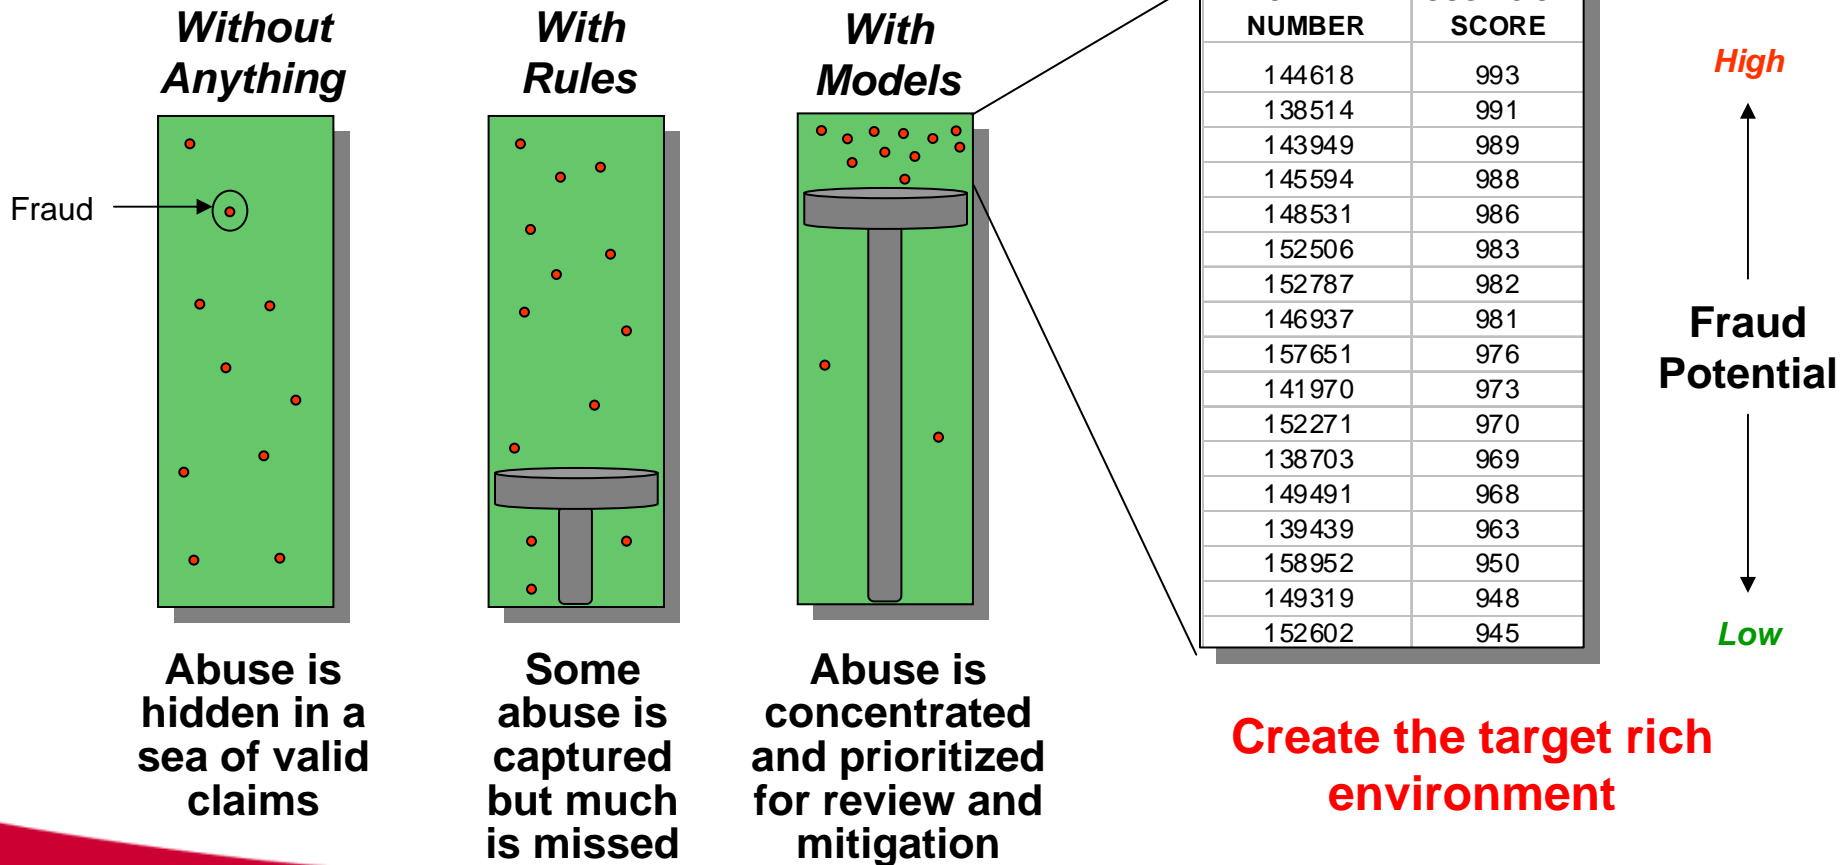 Without
Anything
With
Rules
With
Models
Fraud
Abuse is
hidden in a
sea of valid
claims
Some
abuse is
captured
but much
is missed
Abuse is
concentrated
and prioritized
for review and
mitigation
NUMBER SCORE
144618 993
138514 991
143949 989
145594 988
148531 986
152506 983
152787 982
146937 981
157651 976
141970 973
152271 970
138703 969
149491 968
139439 963
158952 950
149319 948
152602 945
High
Fraud
Potential
Low
Create the target rich
environment